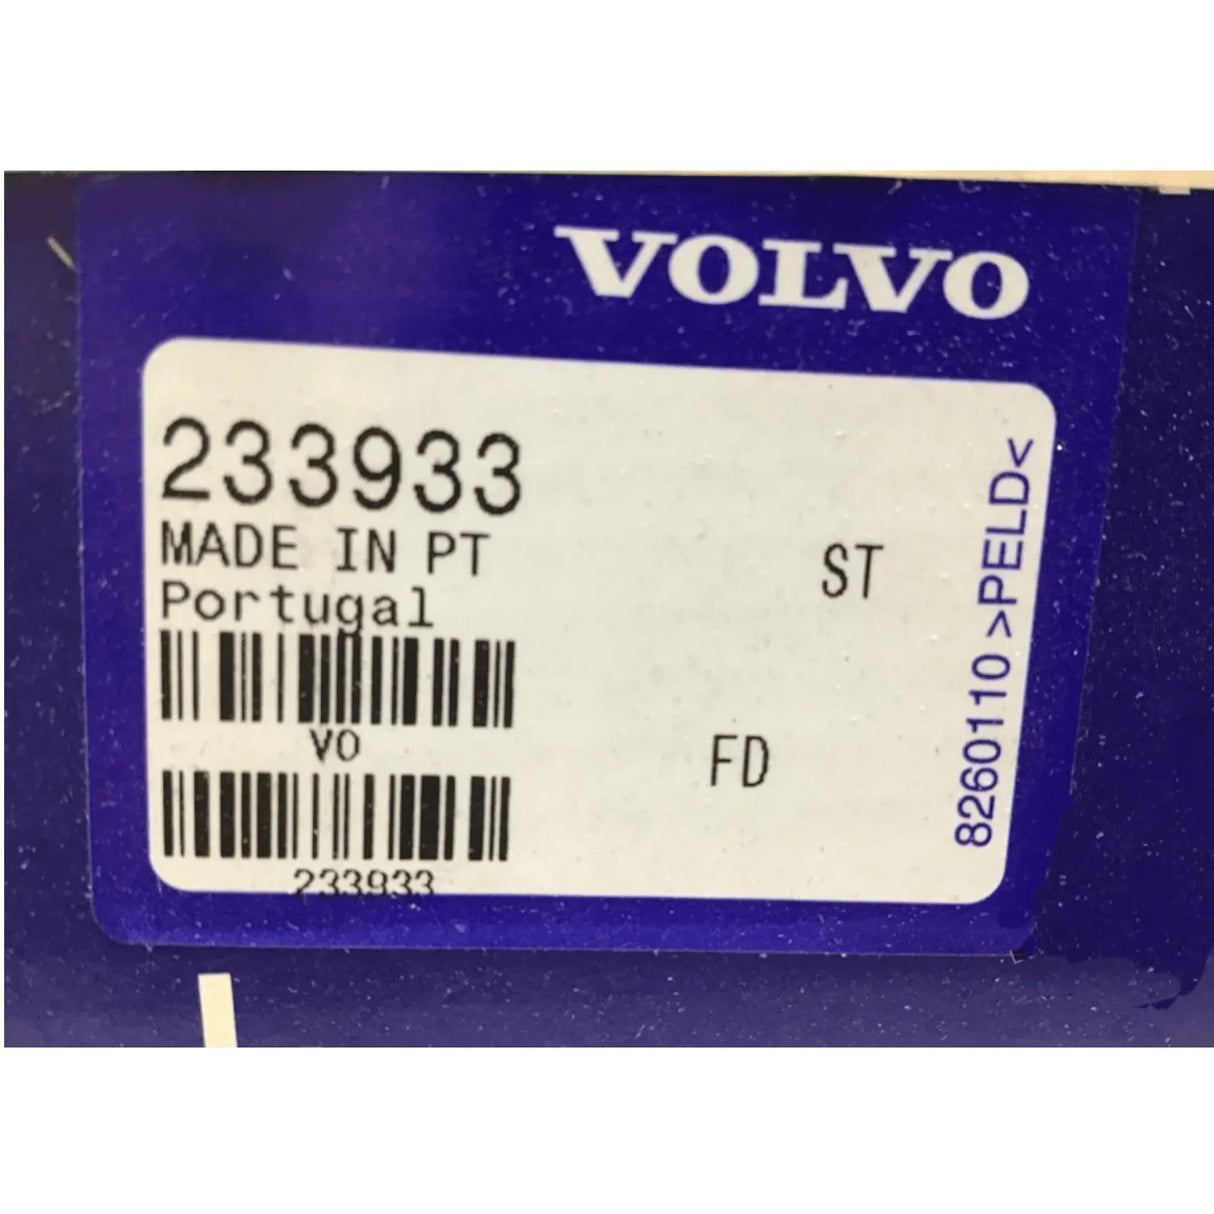 VOLVO
233933
MADE IN PT
Portugal
ST
VO
FD
233933
8260110 >PELD<